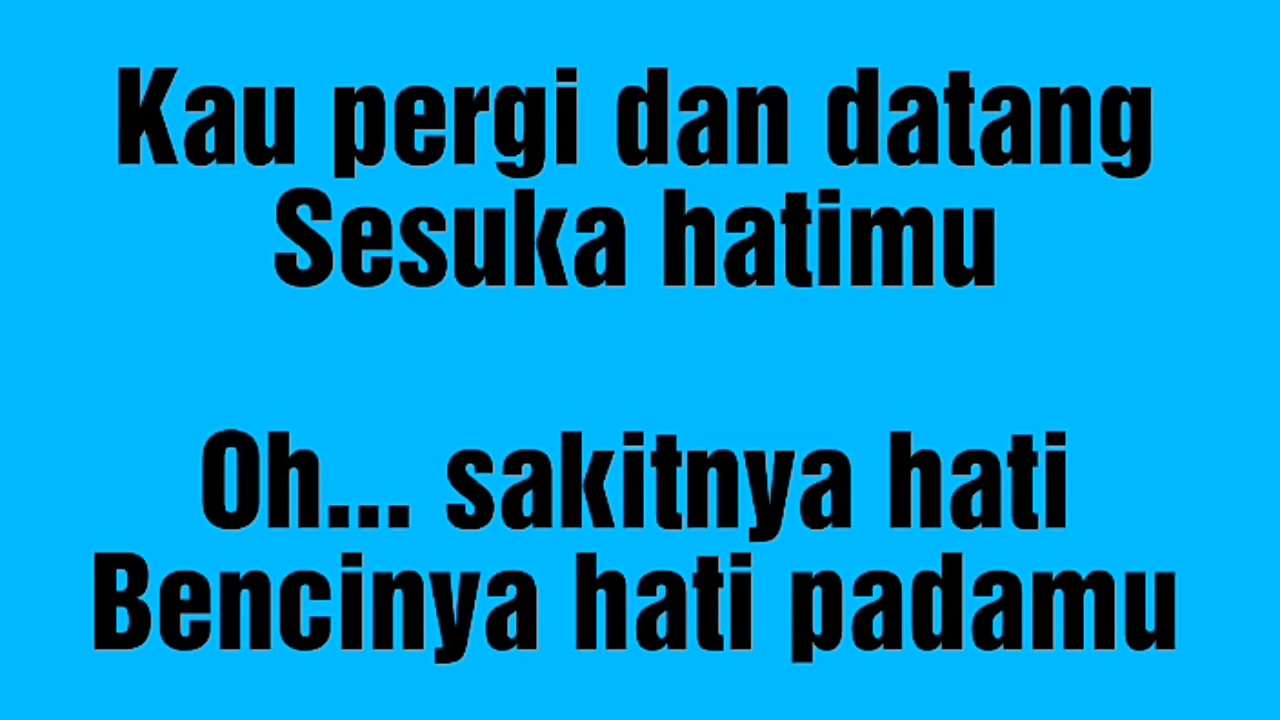 Kau pergi dan datang
Sesuka hatimu
Oh... sakitnya hati
Bencinya hati padamu